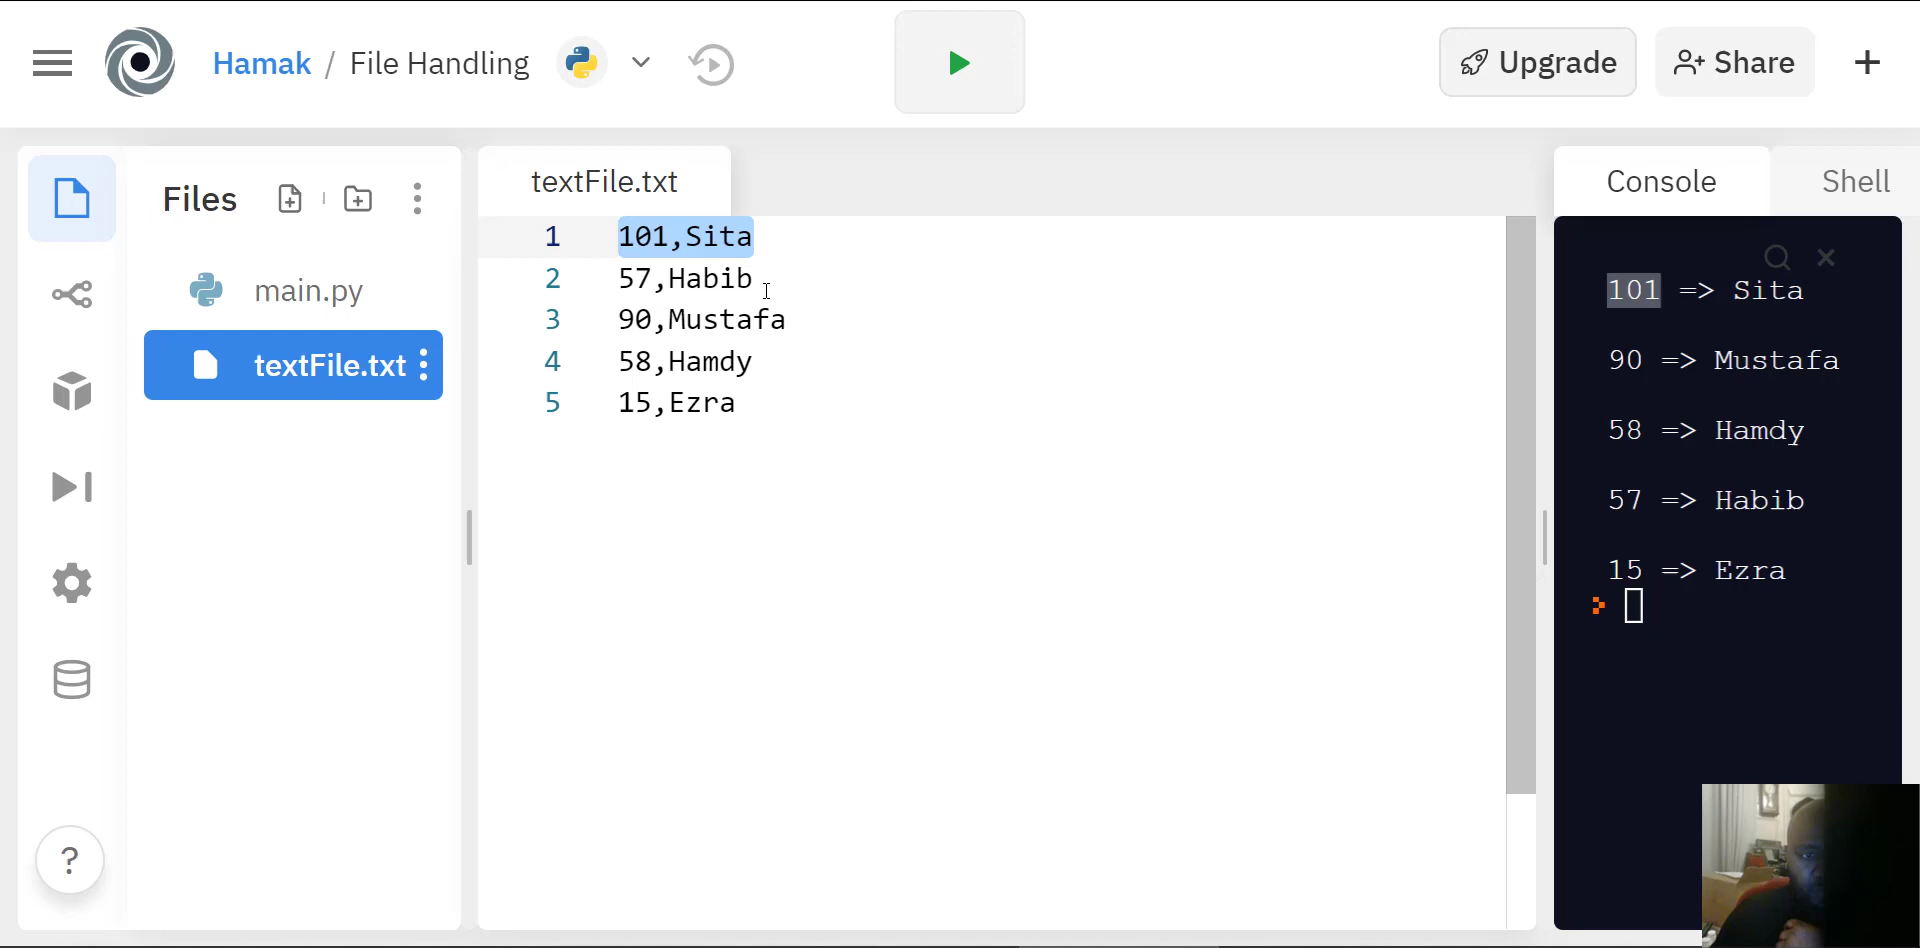 Hamak / File Handling
Upgrade
Share
Files
main.py
textFile.txt
?
textFile.txt
1 101,Sita
2 57,Habib
3 90,Mustafa
4 58,Hamdy
5 15,Ezra
Console
Shell
101 => Sita
90 => Mustafa
58 => Hamdy
57 => Habib
15 => Ezra